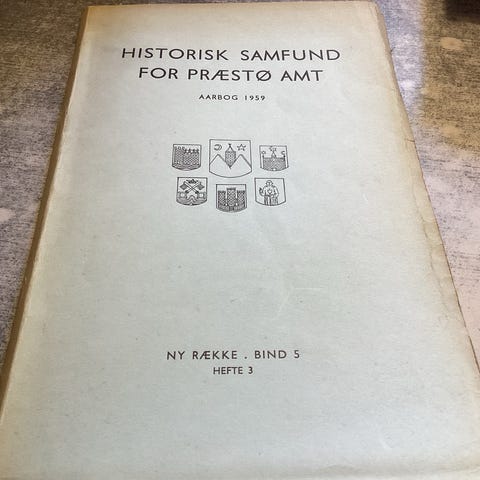 HISTORISK SAMFUND
FOR PRÆSTØ AMT
AARBOG 1959
NY RÆKKE . BIND 5
HEFTE 3